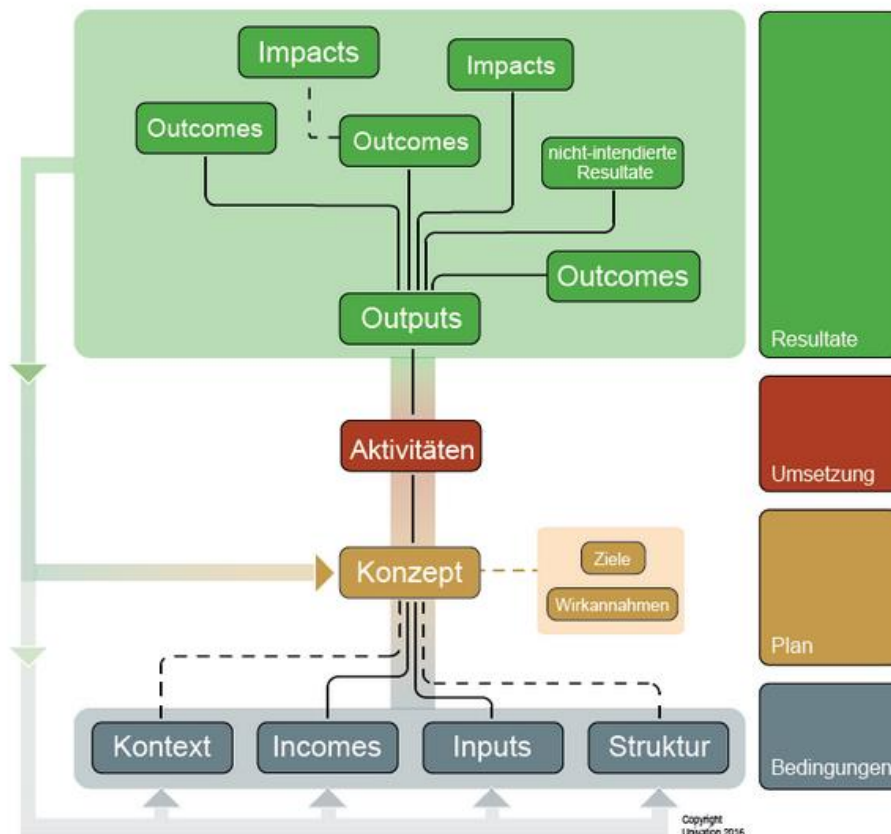 Impacts
Impacts
Outcomes
Outcomes
nicht-intendierte
Resultate
Outcomes
Outputs
Resultate
Aktivitäten
Umsetzung
Konzept
Ziele
Wirkannahmen
Plan
Kontext
Incomes
Inputs
Struktur
Bedingungen
Copyright
2016